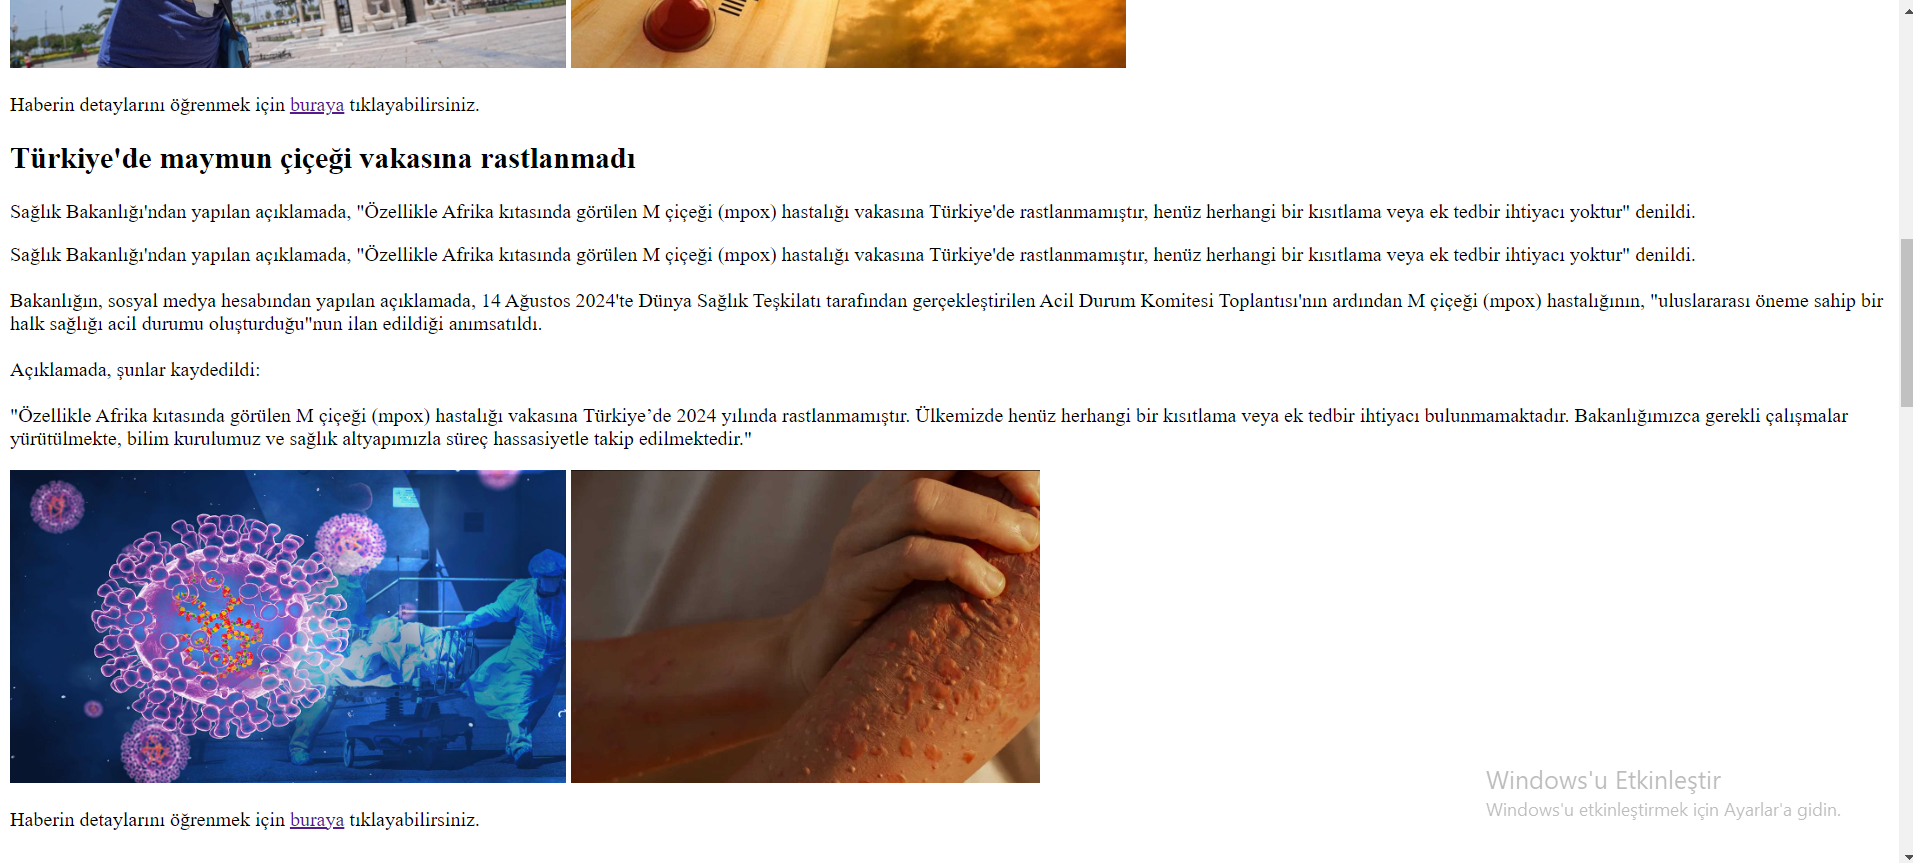 Haberin detaylarını öğrenmek için buraya tıklayabilirsiniz.
Türkiye'de maymun çiçeği vakasına rastlanmadı
Sağlık Bakanlığı'ndan yapılan açıklamada, "Özellikle Afrika kıtasında görülen M çiçeği (mpox) hastalığı vakasına Türkiye'de rastlanmamıştır, henüz herhangi bir kısıtlama veya ek tedbir ihtiyacı yoktur" denildi.
Sağlık Bakanlığı'ndan yapılan açıklamada, "Özellikle Afrika kıtasında görülen M çiçeği (mpox) hastalığı vakasına Türkiye'de rastlanmamıştır, henüz herhangi bir kısıtlama veya ek tedbir ihtiyacı yoktur" denildi.
Bakanlığın, sosyal medya hesabından yapılan açıklamada, 14 Ağustos 2024'te Dünya Sağlık Teşkilatı tarafından gerçekleştirilen Acil Durum Komitesi Toplantısı'nın ardından M çiçeği (mpox) hastalığının, "uluslararası öneme sahip bir
halk sağlığı acil durumu oluşturduğu"nun ilan edildiği anımsatıldı.
Açıklamada, şunlar kaydedildi:
"Özellikle Afrika kıtasında görülen M çiçeği (mpox) hastalığı vakasına Türkiye’de 2024 yılında rastlanmamıştır. Ülkemizde henüz herhangi bir kısıtlama veya ek tedbir ihtiyacı bulunmamaktadır. Bakanlığımızca gerekli çalışmalar
yürütülmekte, bilim kurulumuz ve sağlık altyapımızla süreç hassasiyetle takip edilmektedir."
Windows'u Etkinleştir
Windows'u etkinleştirmek için Ayarlar'a gidin.
Haberin detaylarını öğrenmek için buraya tıklayabilirsiniz.